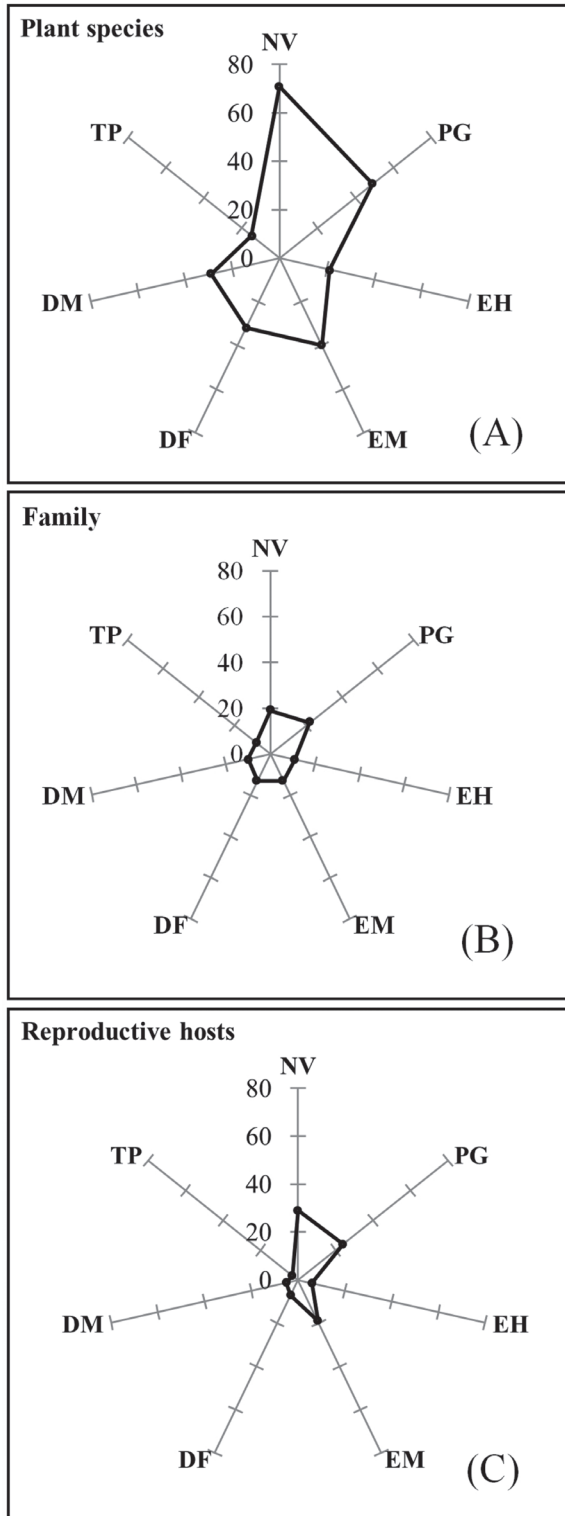 Plant species
NV
80
TP
PG
60
40
20
0
DM
EH
DF
EM
(A)
Family
NV
80
TP
PG
60
40
20
0
DM
EH
DF
EM
(B)
Reproductive hosts
NV
80
TP
PG
60
40
20
0
DM
EH
DF
EM
(C)